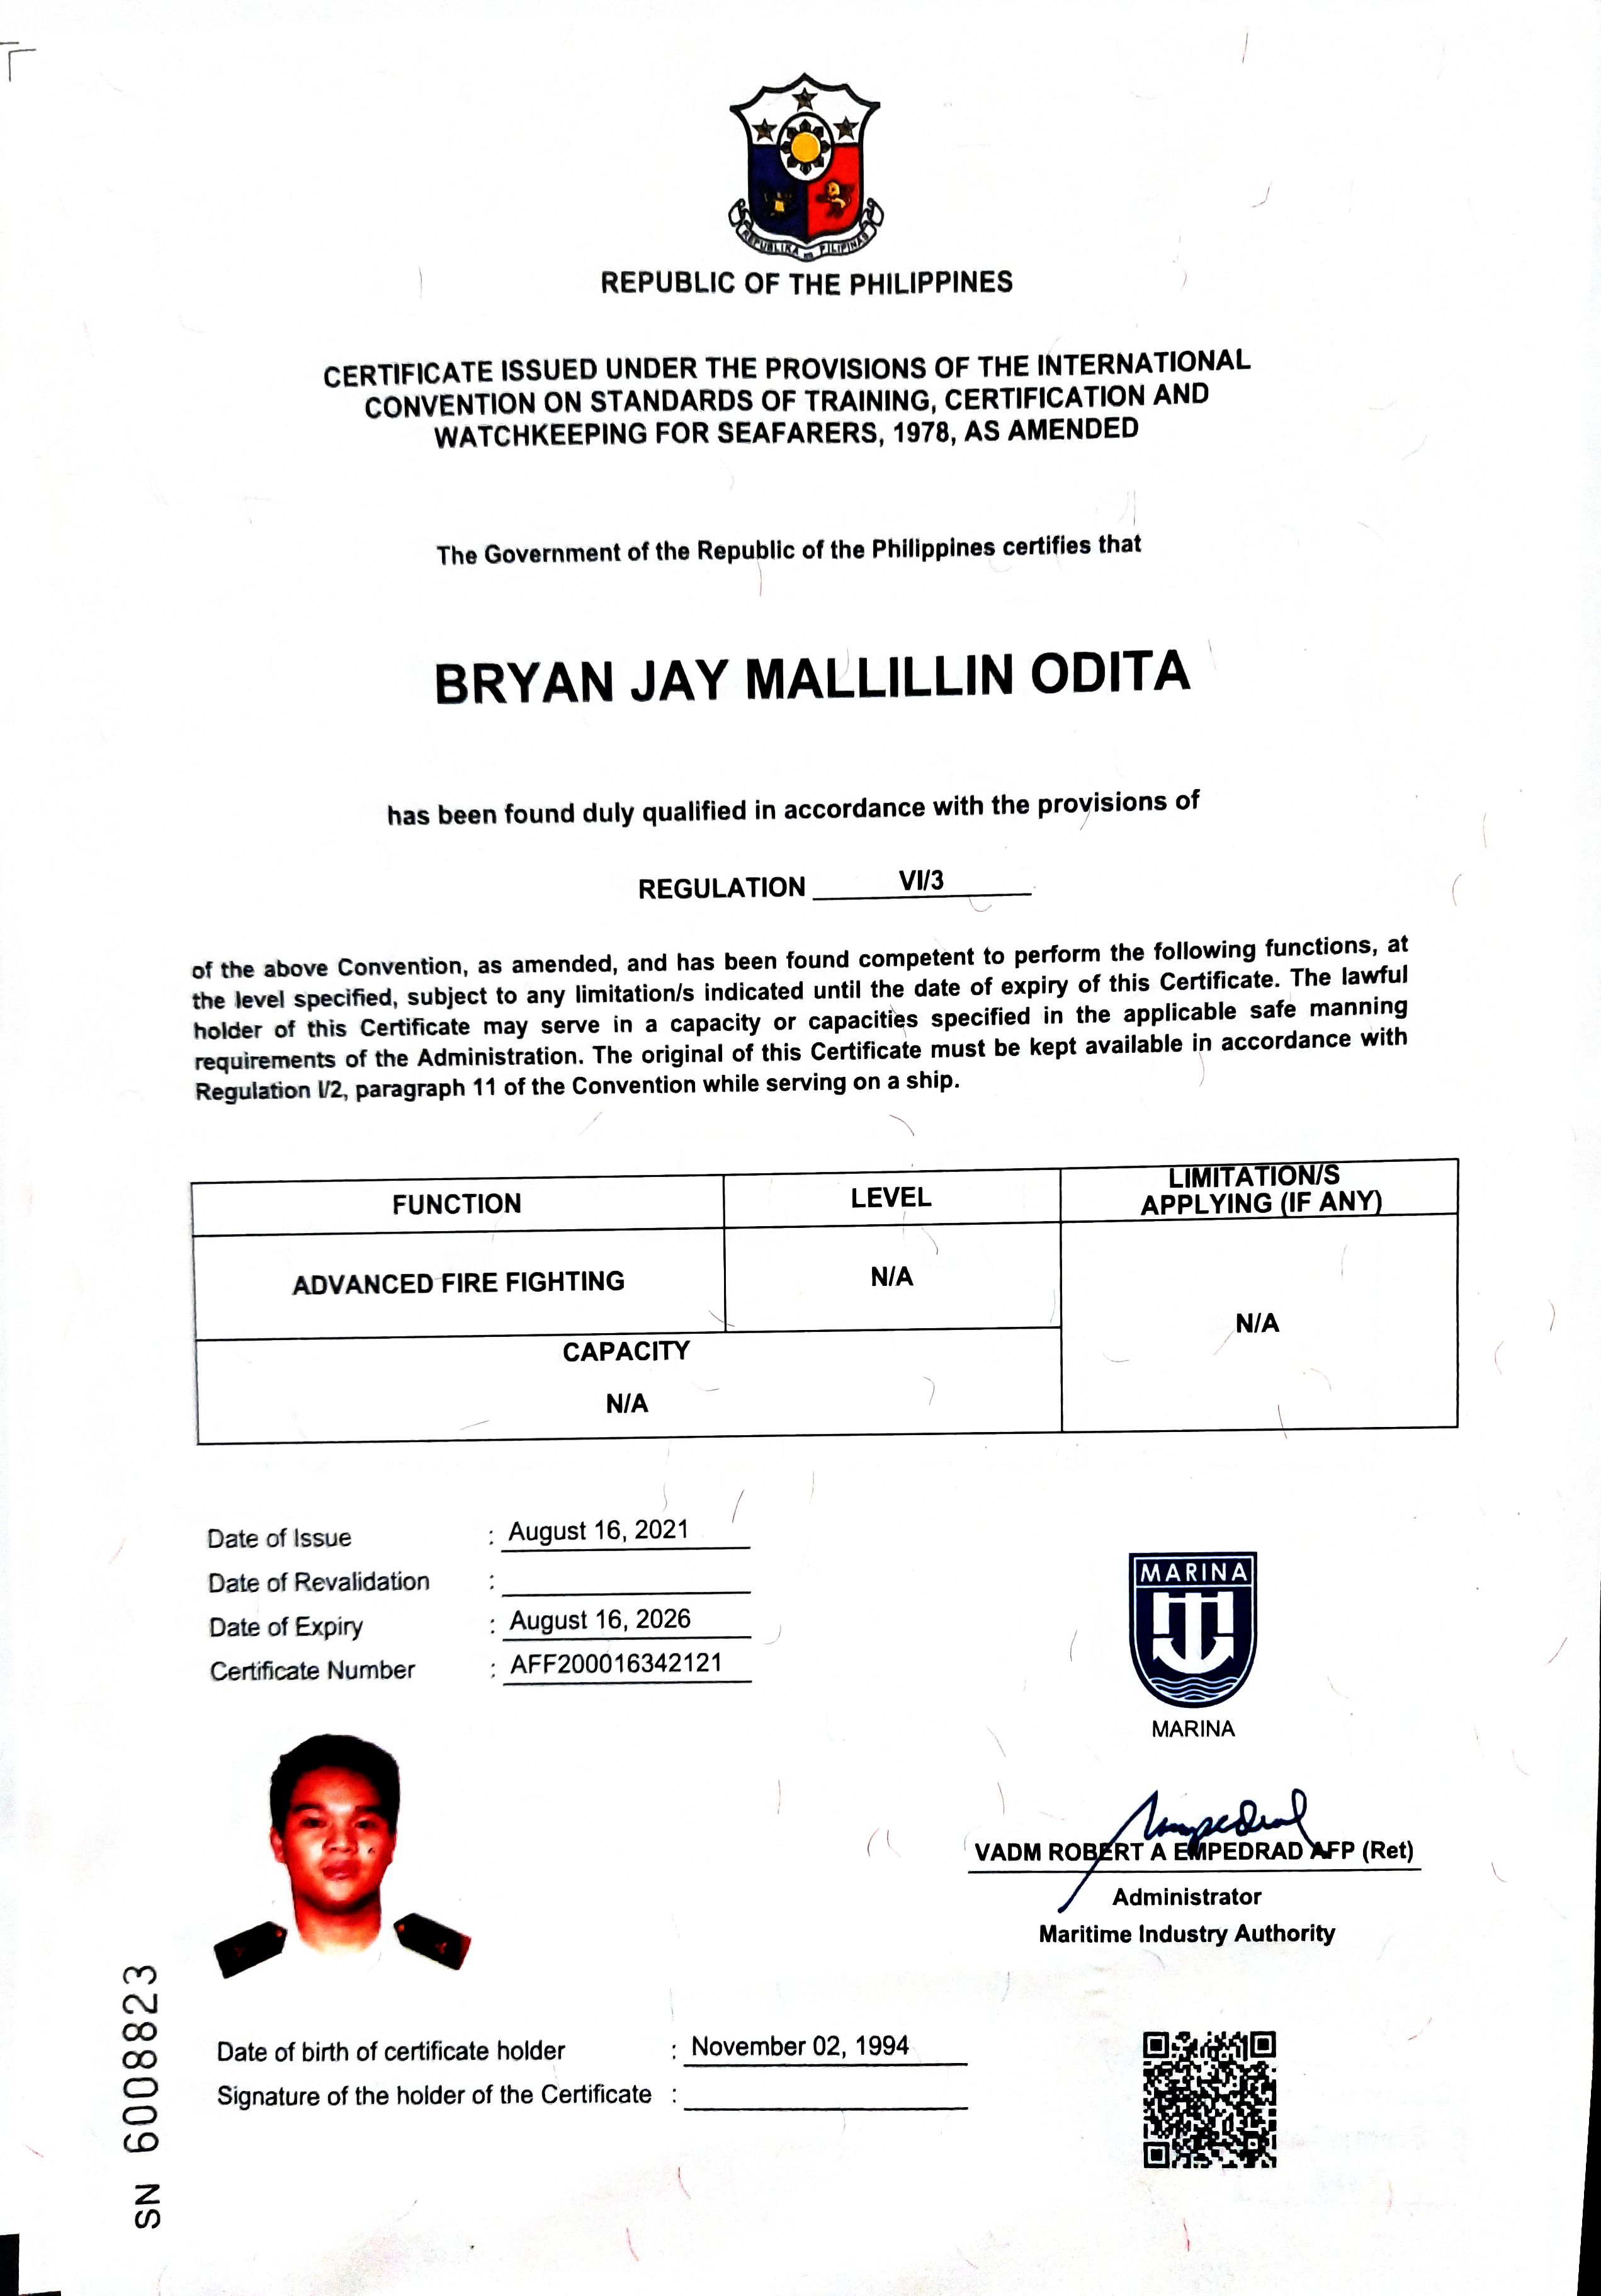 REPUBLIKA NG PILIPINAS
REPUBLIC OF THE PHILIPPINES
CERTIFICATE ISSUED UNDER THE PROVISIONS OF THE INTERNATIONAL
CONVENTION ON STANDARDS OF TRAINING, CERTIFICATION AND
WATCHKEEPING FOR SEAFARERS, 1978, AS AMENDED
The Government of the Republic of the Philippines certifies that
BRYAN JAY MALLILLIN ODITA
has been found duly qualified in accordance with the provisions of
REGULATION VI/3
of the above Convention, as amended, and has been found competent to perform the following functions, at
the level specified, subject to any limitation/s indicated until the date of expiry of this Certificate. The lawful
holder of this Certificate may serve in a capacity or capacities specified in the applicable safe manning
requirements of the Administration. The original of this Certificate must be kept available in accordance with
Regulation I/2, paragraph 11 of the Convention while serving on a ship.
FUNCTION LEVEL LIMITATION/S
APPLYING (IF ANY)
ADVANCED FIRE FIGHTING N/A N/A
CAPACITY
N/A
Date of Issue : August 16, 2021
Date of Revalidation :
Date of Expiry : August 16, 2026
Certificate Number : AFF200016342121
MARINA
MARINA
VADM ROBERT A EMPEDRAD AFP (Ret)
Administrator
Maritime Industry Authority
Date of birth of certificate holder : November 02, 1994
Signature of the holder of the Certificate :
SN 6008823